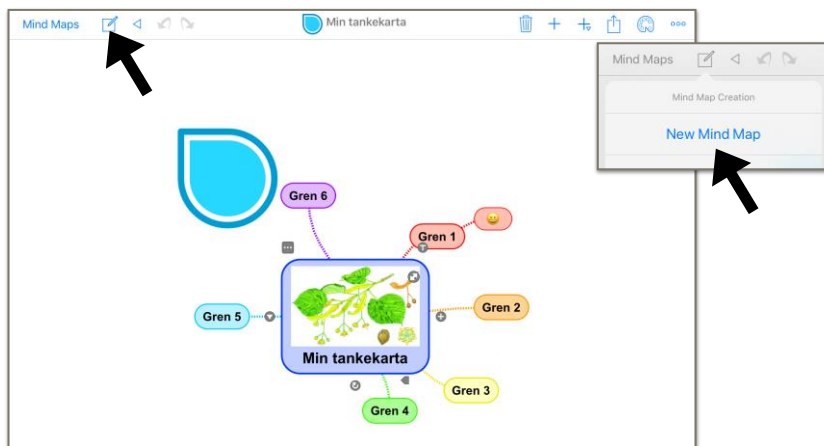 Mind Maps
Min tankekarta
Mind Maps
Mind Map Creation
New Mind Map
Gren 6
Gren 1
Gren 5
Gren 2
Min tankekarta
Gren 3
Gren 4